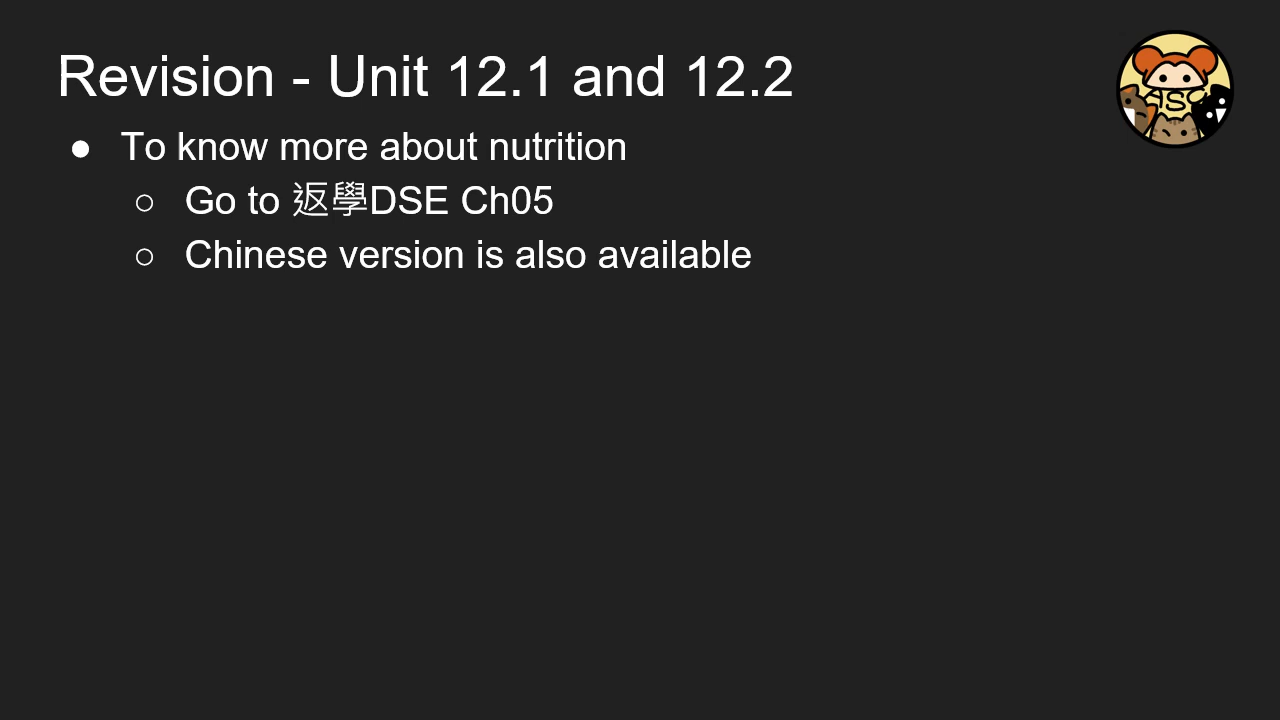 Revision - Unit 12.1 and 12.2
● To know more about nutrition
○ Go to 返學DSE Ch05
○ Chinese version is also available